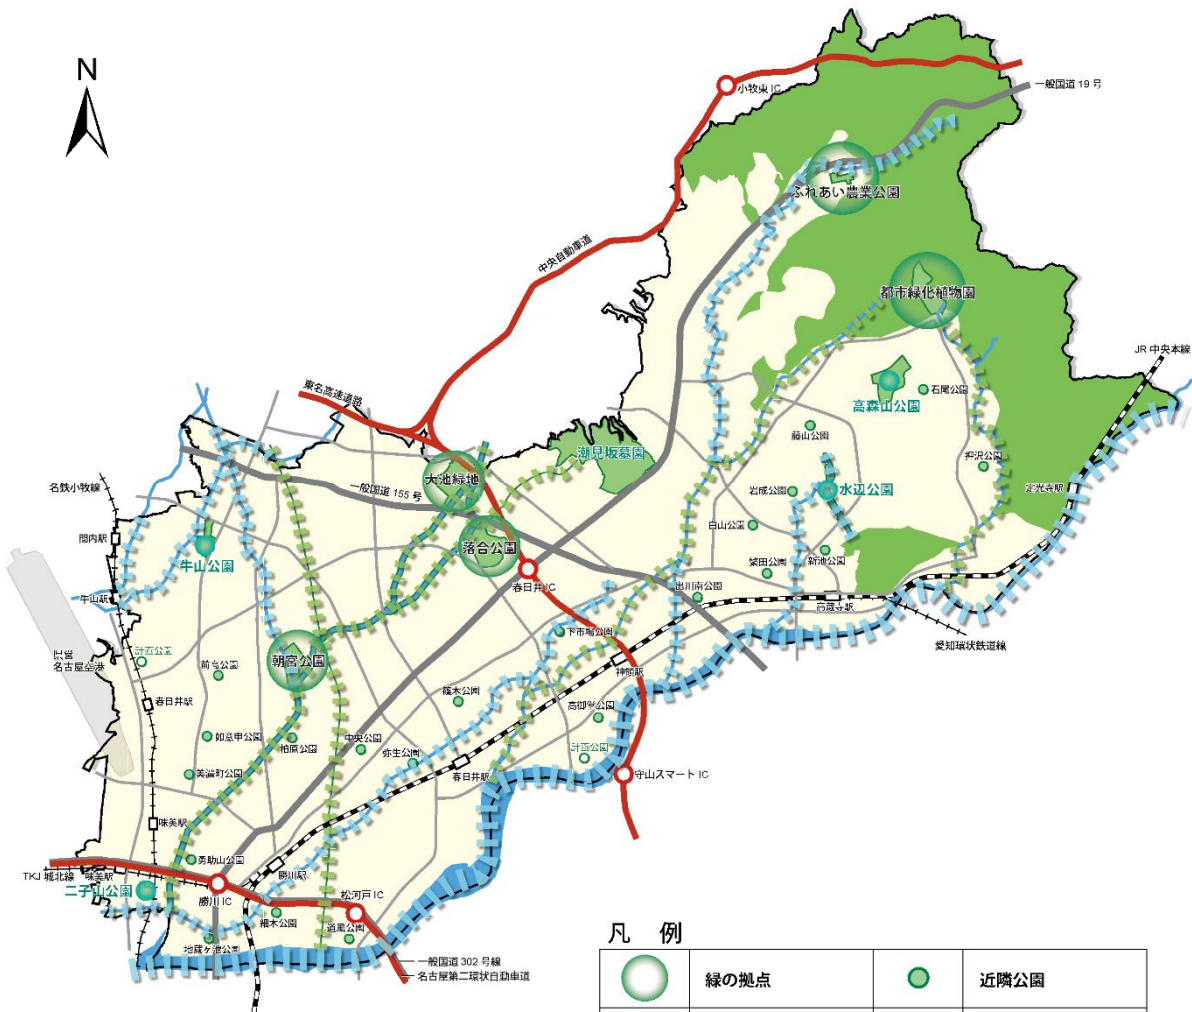 N
小牧東 IC
一般国道 19 号
ふれあい農業公園
中央自動車道
都市緑化植物園
JR 中央本線
東名高速道路
高森山公園
石尾公園
藤山公園
潮見坂墓園
押沢公園
大池緑地
名鉄小牧線
一般国道 155 号
岩成公園
水辺公園
定光寺駅
白山公園
間内駅
落合公園
牛山公園
繁田公園
新池公園
春日井 IC
出川南公園
牛山駅
高蔵寺駅
下市場公園
愛知環状鉄道線
県営
名古屋空港
計画公園
朝宮公園
神領駅
前高公園
春日井駅
篠木公園
高御堂公園
如意申公園
柏原公園
中央公園
弥生公園
計画公園
美濃町公園
春日井駅
守山スマート IC
味美駅
勇助山公園
TKJ 城北線
味美駅
勝川駅
二子山公園
勝川 IC
松河戸 IC
細木公園
道風公園
地蔵ヶ池公園
一般国道 302 号線
名古屋第二環状自動車道
凡 例
緑の拠点
近隣公園